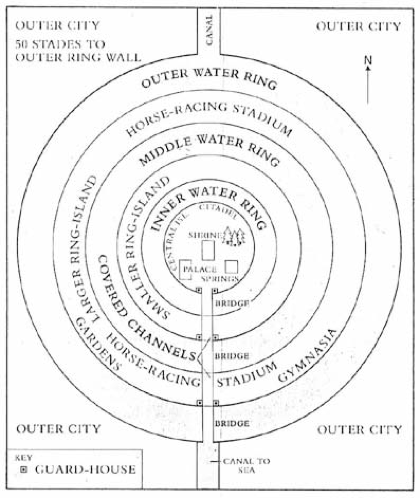 OUTER CITY
CANAL
OUTER CITY
50 STADES TO
OUTER RING WALL
N
OUTER WATER RING
HORSE-RACING STADIUM
MIDDLE WATER RING
INNER WATER RING
CITADEL
CENTRAL ISL.
SHRINE
PALACE
SPRINGS
LARGER RING-ISLAND
SMALLER RING-ISLAND
COVERED CHANNELS
GARDENS
HORSE-RACING STADIUM
GYMNASIA
BRIDGE
BRIDGE
BRIDGE
OUTER CITY
OUTER CITY
KEY
GUARD-HOUSE
CANAL TO
SEA